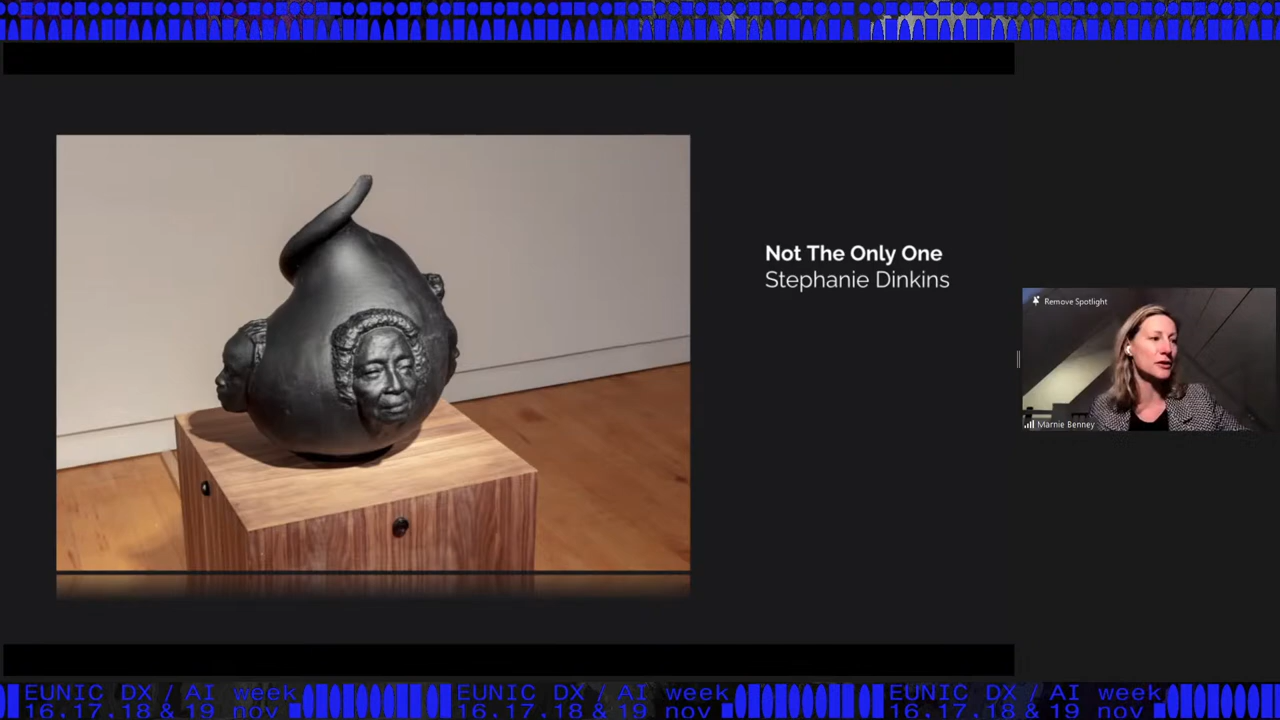 Not The Only One
Stephanie Dinkins
Remove Spotlight
Marnie Benney
EUNIC DX / AI week EUNIC DX / AI week EUNIC DX / AI week
16,17,18 & 19 nov 16,17,18 & 19 nov 16,17,18 & 19 nov